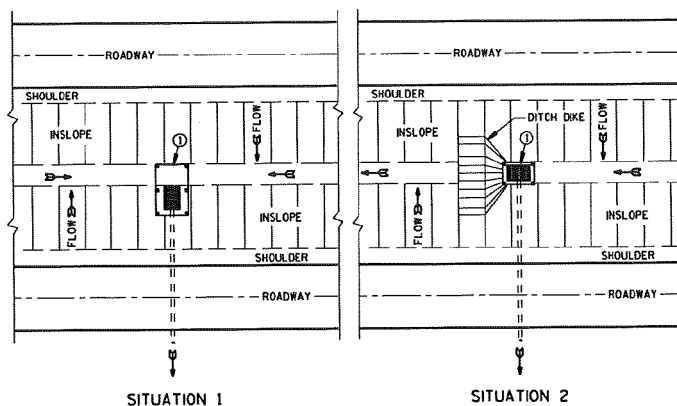 ROADWAY
SHOULDER
INSLOPE
1
FLOW
FLOW
INSLOPE
SHOULDER
ROADWAY
SITUATION 1
ROADWAY
SHOULDER
DITCH DIKE
INSLOPE
1
FLOW
FLOW
INSLOPE
SHOULDER
ROADWAY
SITUATION 2